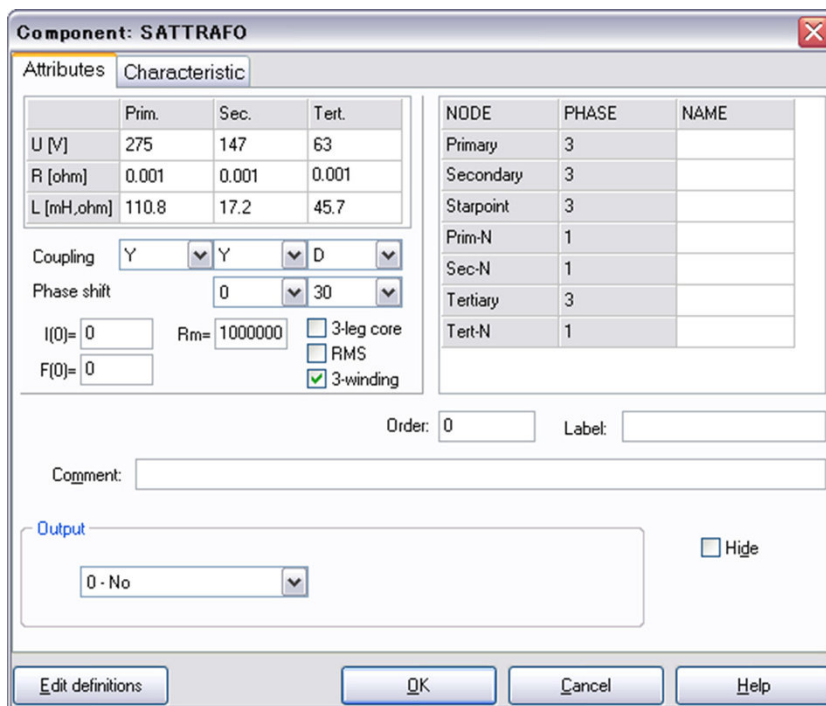 Component: SATTRAFO
Attributes Characteristic
Prim. Sec. Tert.
U [V] 275 147 63
R [ohm] 0.001 0.001 0.001
L [mH,ohm] 110.8 17.2 45.7
Coupling Y Y D
Phase shift 0 30
I(0)= 0 Rm= 1000000 3-leg core
RMS
F(0)= 0
3-winding
NODE PHASE NAME
Primary 3
Secondary 3
Starpoint 3
Prim-N 1
Sec-N 1
Tertiary 3
Tert-N 1
Order: 0 Label:
Comment:
Output
0 - No
Hide
Edit definitions OK Cancel Help